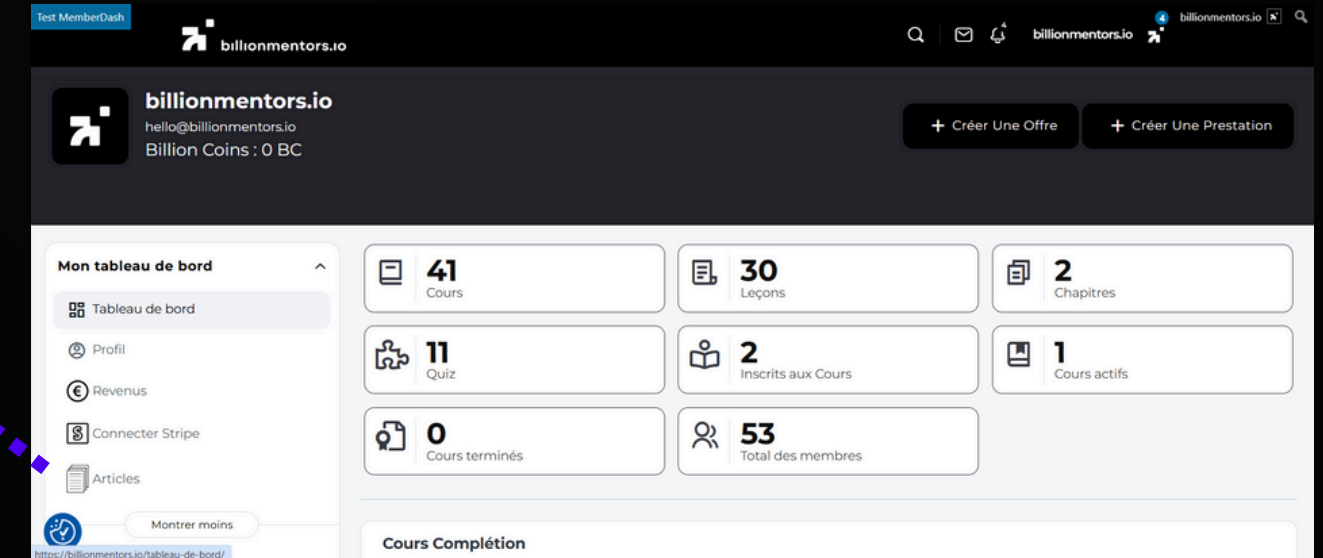 Test MemberDash
billionmentors.io
billionmentors.io
4
billionmentors.io
4
billionmentors.io
hello@billionmentors.io
Billion Coins : 0 BC
+ Créer Une Offre
+ Créer Une Prestation
Mon tableau de bord
Tableau de bord
Profil
€ Revenus
S Connecter Stripe
Articles
Montrer moins
https://billionmentors.io/tableau-de-bord/
41
Cours
30
Leçons
2
Chapitres
11
Quiz
2
Inscrits aux Cours
1
Cours actifs
0
Cours terminés
53
Total des membres
Cours Complétion